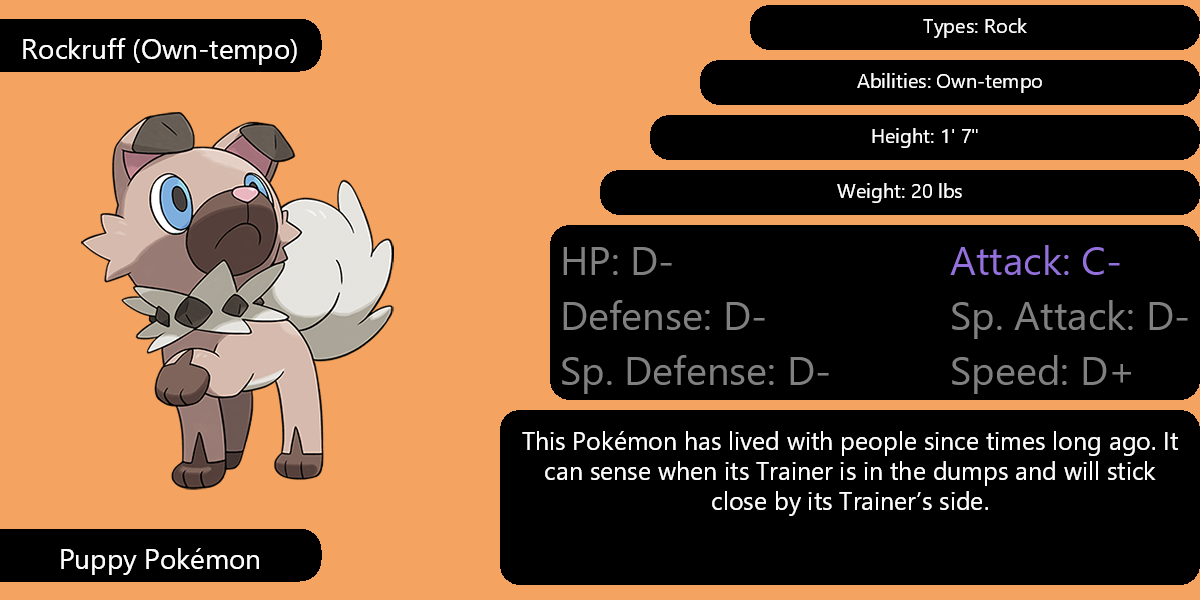 Rockruff (Own-tempo)
Types: Rock
Abilities: Own-tempo
Height: 1' 7"
Weight: 20 lbs
HP: D-
Attack: C-
Defense: D-
Sp. Attack: D-
Sp. Defense: D-
Speed: D+
This Pokémon has lived with people since times long ago. It
can sense when its Trainer is in the dumps and will stick
close by its Trainer’s side.
Puppy Pokémon